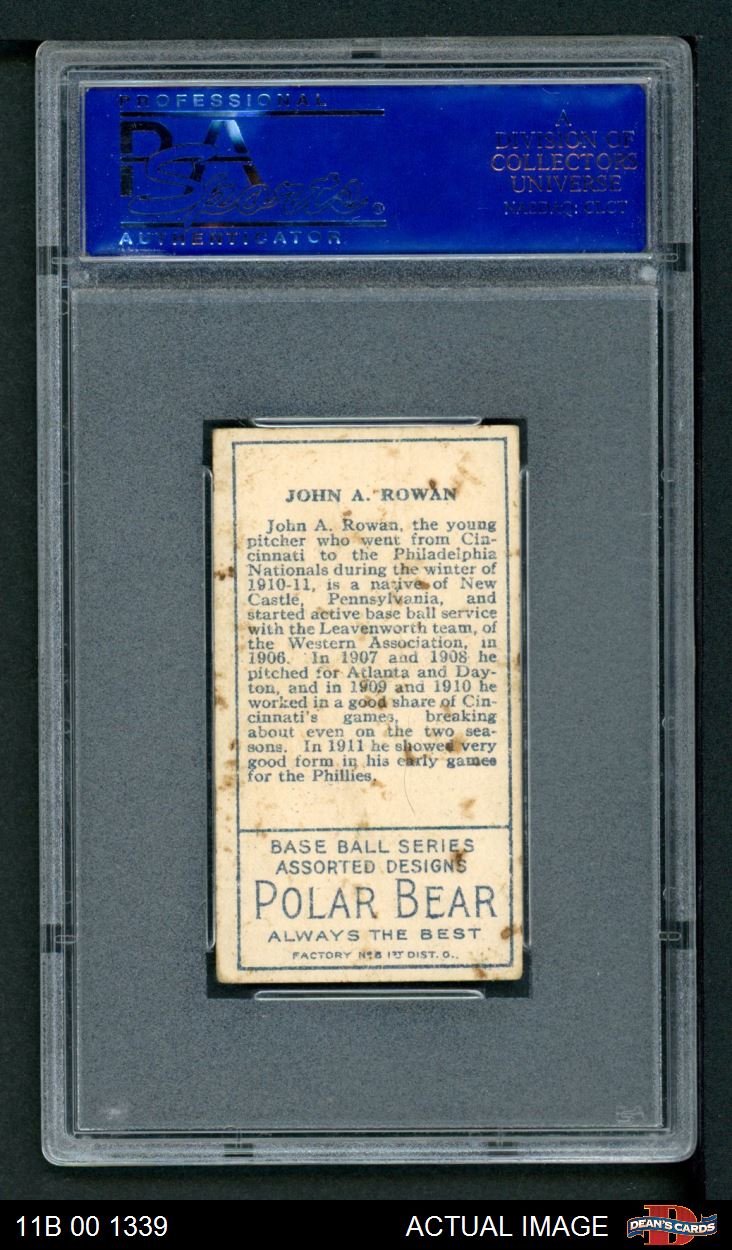 PROFESSIONAL
PSA
Sports®
AUTHENTICATOR
A
DIVISION OF
COLLECTORS
UNIVERSE
NASDAQ: CLCT
JOHN A. ROWAN
John A. Rowan, the young
pitcher who went from Cin-
cinnati to the Philadelphia
Nationals during the winter of
1910-11, is a native of New
Castle, Pennsylvania, and
started active base ball service
with the Leavenworth team, of
the Western Association, in
1906. In 1907 and 1908 he
pitched for Atlanta and Day-
ton, and in 1909 and 1910 he
worked in a good share of Cin-
cinnati's games, breaking
about even on the two sea-
sons. In 1911 he showed very
good form in his early games
for the Phillies.
BASE BALL SERIES
ASSORTED DESIGNS
POLAR BEAR
ALWAYS THE BEST
FACTORY No 8 1ST DIST. O.
11B 00 1339
ACTUAL IMAGE
DEAN'S CARDS